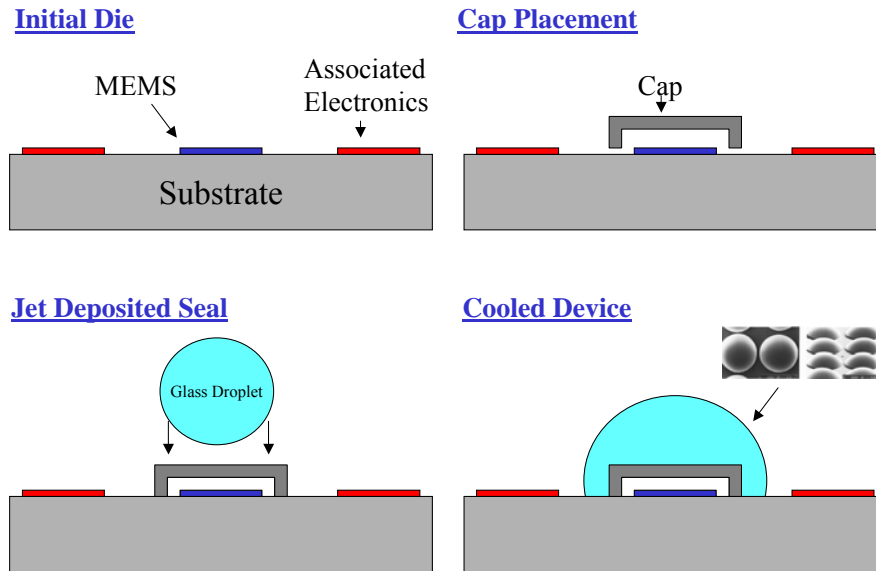 Initial Die
MEMS
Associated
Electronics
Substrate
Cap Placement
Cap
Jet Deposited Seal
Glass Droplet
Cooled Device